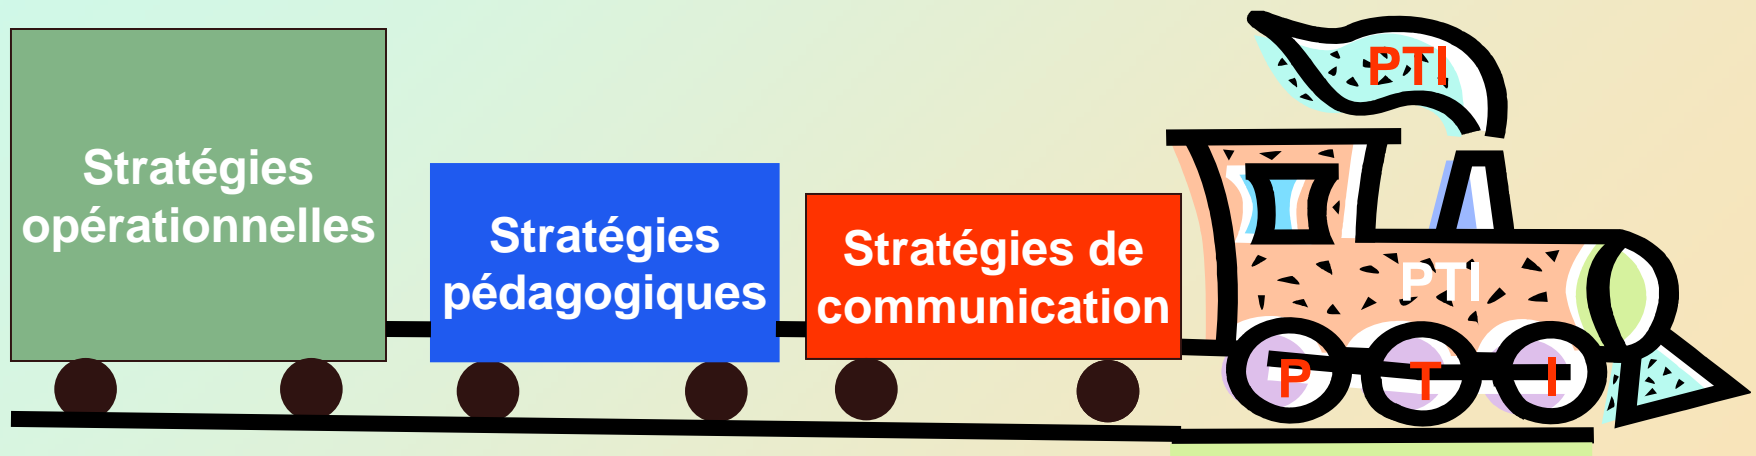 Stratégies
opérationnelles
Stratégies
pédagogiques
Stratégies de
communication
PTI
PTI
P T I